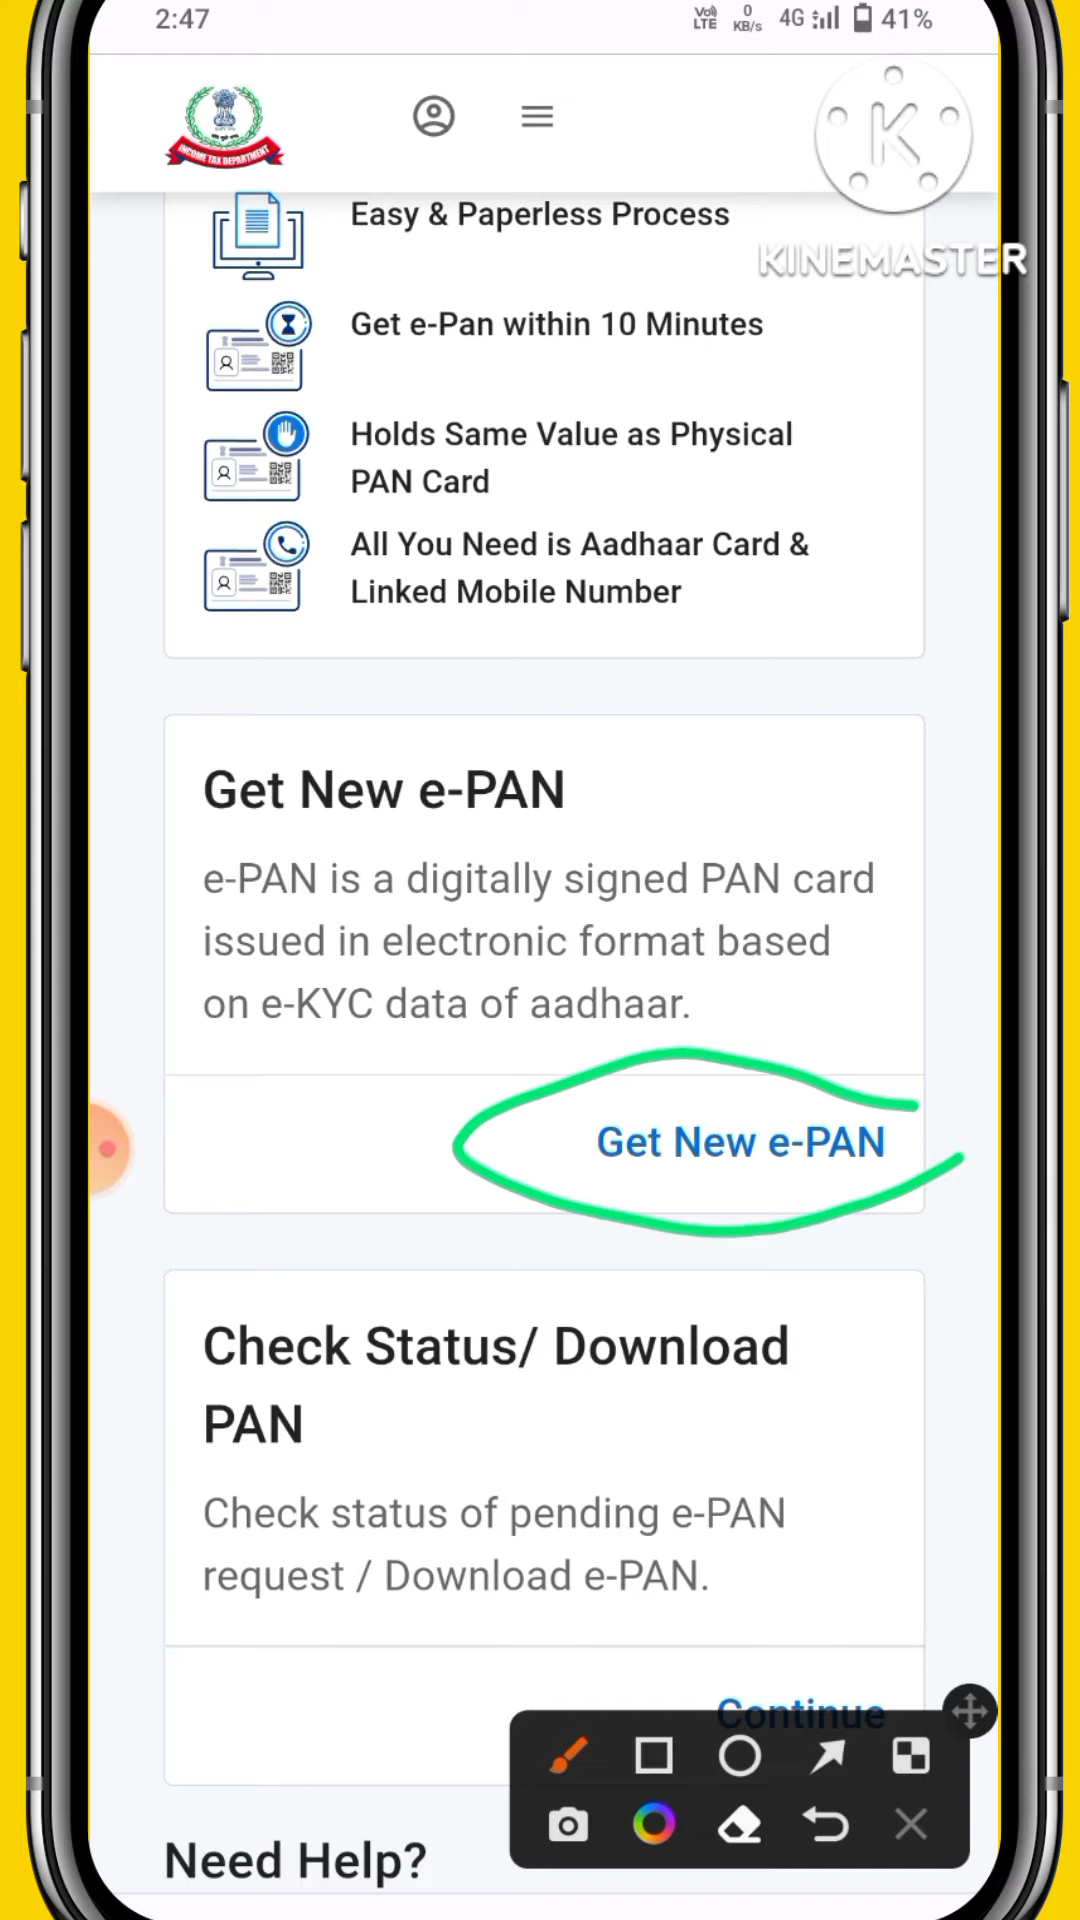 2:47
Vol) LTE 0 KB/s 4G 41%
INCOME TAX DEPARTMENT
K
KINEMASTER
Easy & Paperless Process
Get e-Pan within 10 Minutes
Holds Same Value as Physical
PAN Card
All You Need is Aadhaar Card &
Linked Mobile Number
Get New e-PAN
e-PAN is a digitally signed PAN card
issued in electronic format based
on e-KYC data of aadhaar.
Get New e-PAN
Check Status/ Download
PAN
Check status of pending e-PAN
request / Download e-PAN.
Continue
Need Help?